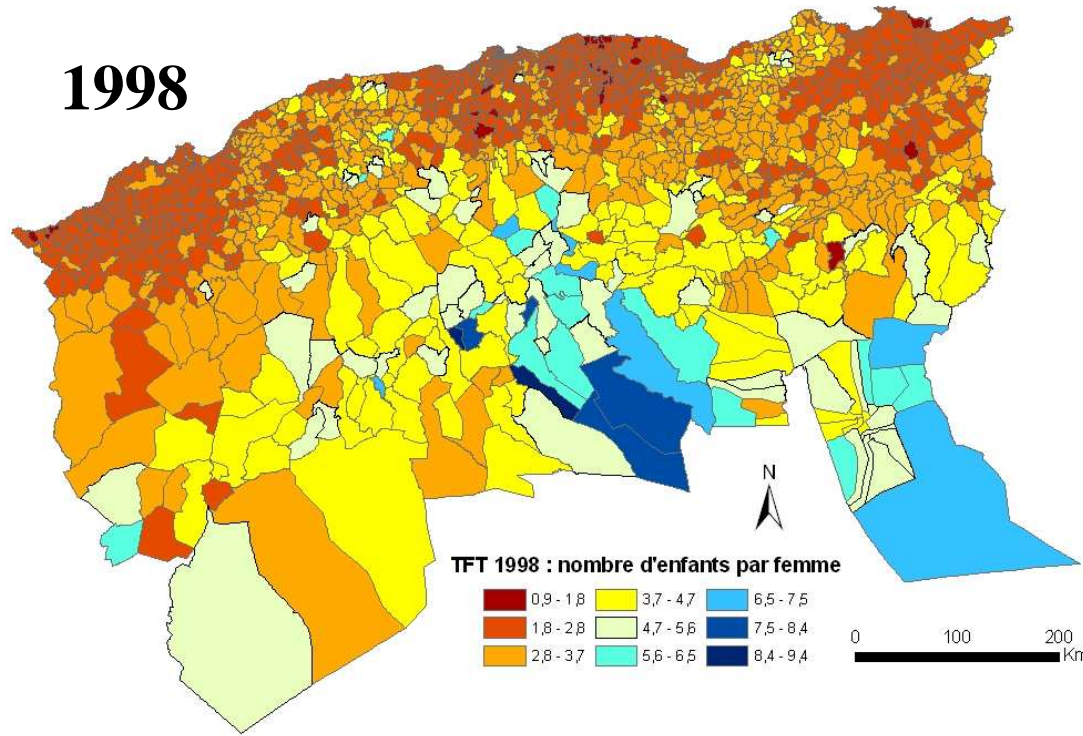 1998
N
TFT 1998 : nombre d'enfants par femme
0,9 - 1,8 3,7 - 4,7 6,5 - 7,5
1,8 - 2,8 4,7 - 5,6 7,5 - 8,4
2,8 - 3,7 5,6 - 6,5 8,4 - 9,4
0 100 200
Km